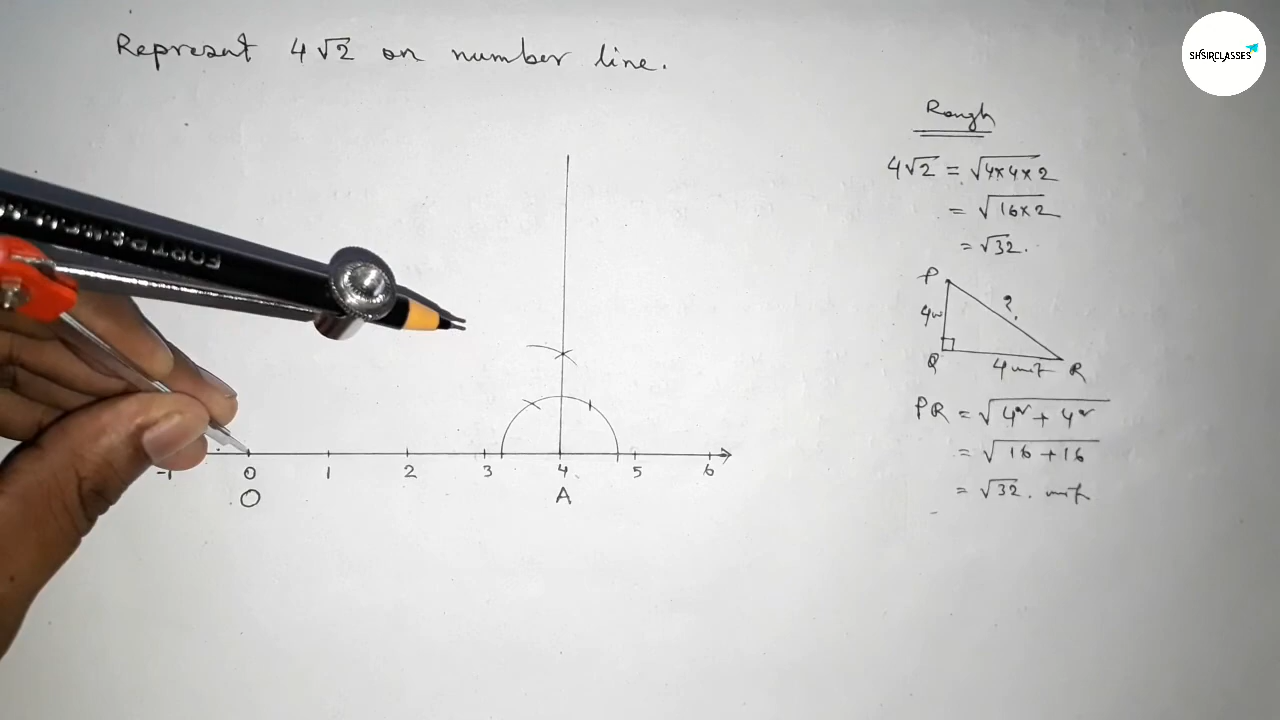 Represent 4√2 on number line.
SHSIRCLASSES
Rough
4√2 = √4×4×2
= √16×2
= √32.
P
4u
?
Q
4 unit
R
PR = √4² + 4²
= √16+16
= √32. unit
-1 0 1 2 3 4 5 6
O A